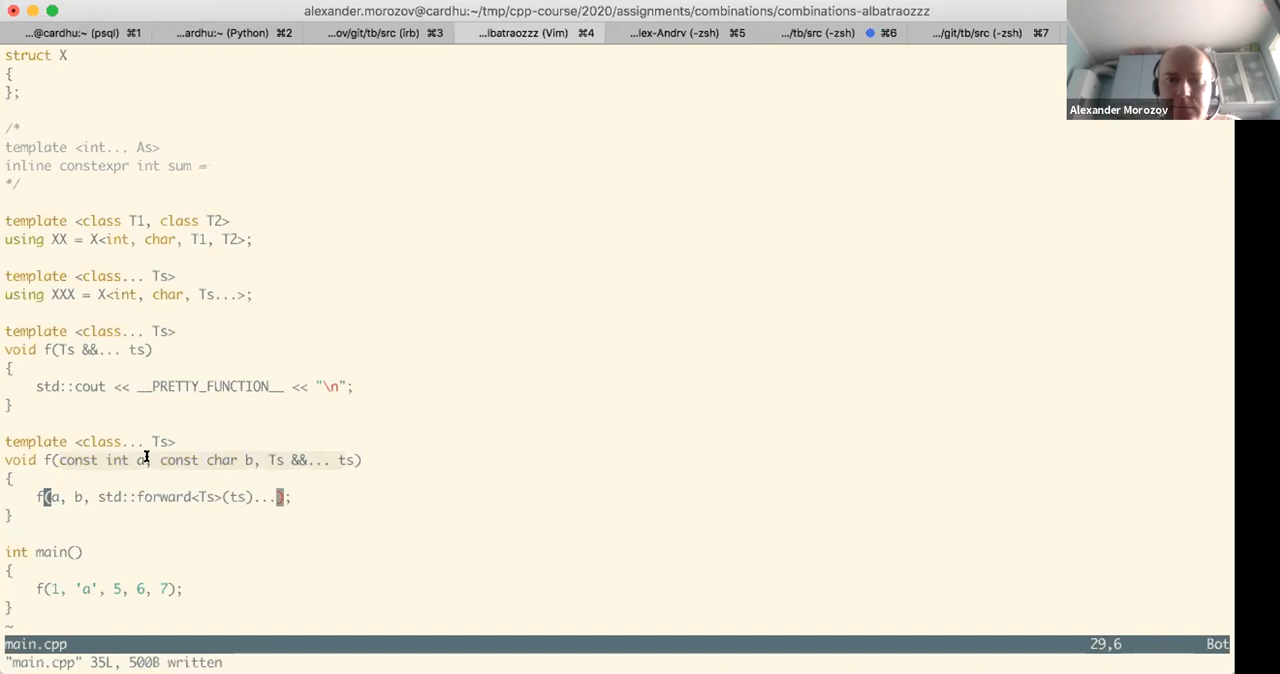 alexander.morozov@cardhu:~/tmp/cpp-course/2020/assignments/combinations/combinations-albatraozzz
...@cardhu:~ (psql) ⌘1 ...ardhu:~ (Python) ⌘2 ...ov/git/tb/src (irb) ⌘3 ...lbatraozzz (Vim) ⌘4 ...lex-Andrv (-zsh) ⌘5 .../tb/src (-zsh) ⌘6 .../git/tb/src (-zsh) ⌘7
Alexander Morozov
struct X
{
};
/*
template <int... As>
inline constexpr int sum =
*/
template <class T1, class T2>
using XX = X<int, char, T1, T2>;
template <class... Ts>
using XXX = X<int, char, Ts...>;
template <class... Ts>
void f(Ts &&... ts)
{
    std::cout << __PRETTY_FUNCTION__ << "\n";
}
template <class... Ts>
void f(const int a, const char b, Ts &&... ts)
{
    f(a, b, std::forward<Ts>(ts)...);
}
int main()
{
    f(1, 'a', 5, 6, 7);
}
~
main.cpp 29,6 Bot
"main.cpp" 35L, 500B written